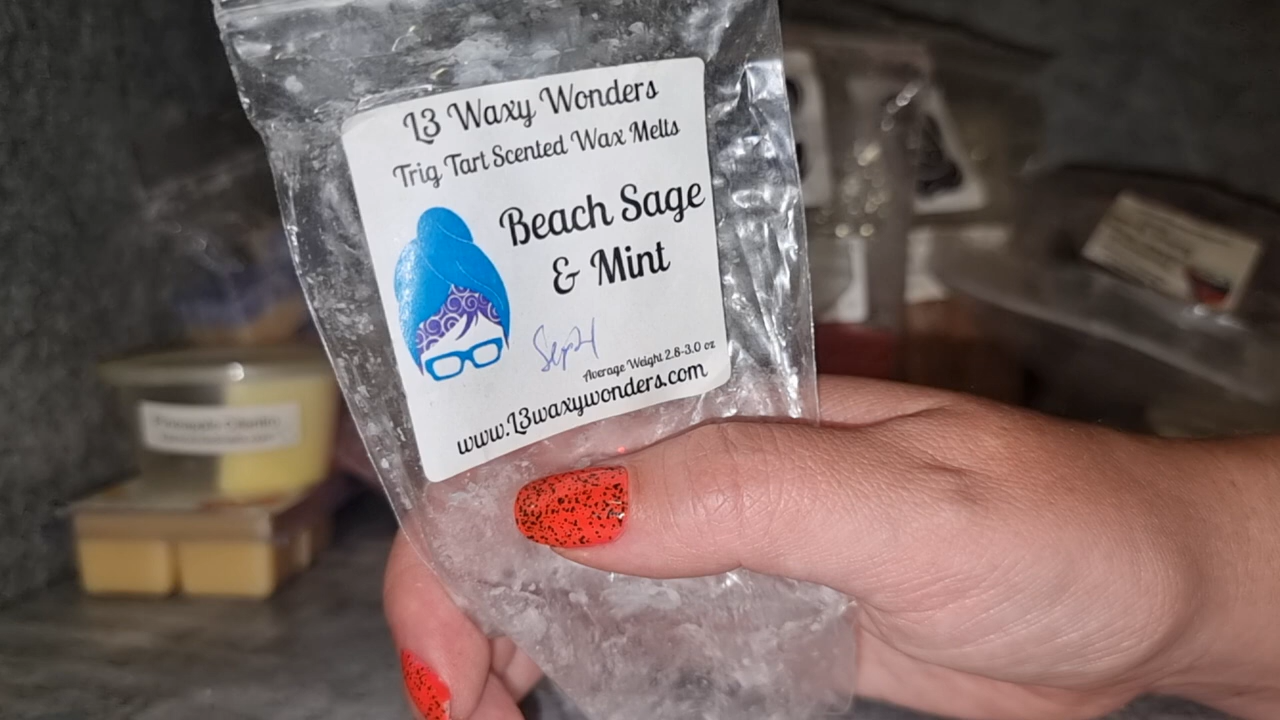 L3 Waxy Wonders
Trig Tart Scented Wax Melts
Beach Sage
& Mint
Average Weight 2.8-3.0 oz
www.L3waxywonders.com